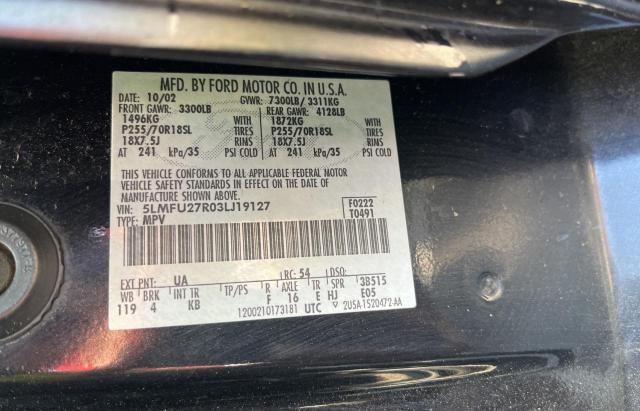 MFD. BY FORD MOTOR CO. IN U.S.A.
DATE: 10/02 GVWR: 7300LB/ 3311KG
FRONT GAWR: 3300LB REAR GAWR: 4128LB
1496KG WITH 1872KG WITH
P255/70R18SL TIRES P255/70R18SL TIRES
18X7.5J RIMS 18X7.5J RIMS
AT 241 kPa/35 PSI COLD AT 241 kPa/35 PSI COLD
THIS VEHICLE CONFORMS TO ALL APPLICABLE FEDERAL MOTOR
VEHICLE SAFETY STANDARDS IN EFFECT ON THE DATE OF
MANUFACTURE SHOWN ABOVE.
VIN: 5LMFU27R03LJ19127 F0222
TYPE: MPV T0491
EXT PNT: UA RC: 54 DSO:
WB BRK INT TR TP/PS R AXLE TR SPR 3B515
119 4 KB F 16 E HJ E05
1200210173181 UTC 2U5A-1520472-AA